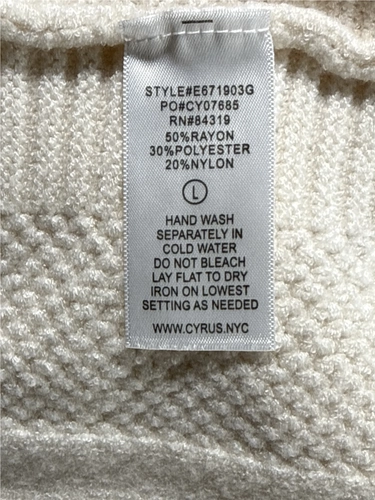 STYLE#E671903G
PO#CY07685
RN#84319
50%RAYON
30%POLYESTER
20%NYLON
L
HAND WASH
SEPARATELY IN
COLD WATER
DO NOT BLEACH
LAY FLAT TO DRY
IRON ON LOWEST
SETTING AS NEEDED
WWW.CYRUS.NYC